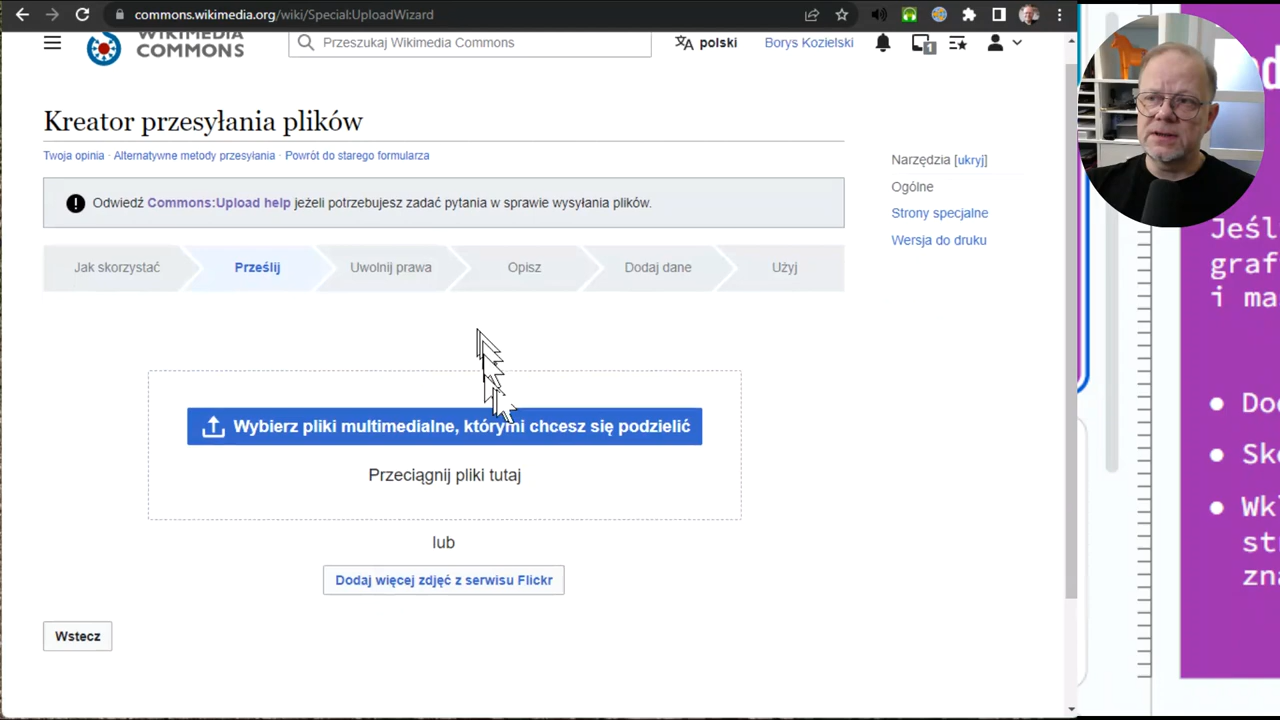 commons.wikimedia.org/wiki/Special:UploadWizard
WIKIMEDIA
COMMONS
Przeszukaj Wikimedia Commons
polski
Borys Kozielski
1
Kreator przesyłania plików
Twoja opinia · Alternatywne metody przesyłania · Powrót do starego formularza
Narzędzia [ukryj]
Ogólne
Strony specjalne
Wersja do druku
Odwiedź Commons:Upload help jeżeli potrzebujesz zadać pytania w sprawie wysyłania plików.
Jak skorzystać
Prześlij
Uwolnij prawa
Opisz
Dodaj dane
Użyj
Wybierz pliki multimedialne, którymi chcesz się podzielić
Przeciągnij pliki tutaj
lub
Dodaj więcej zdjęć z serwisu Flickr
Wstecz
Jeśl
graf
i ma
• Do
• Sk
• Wk
st
zn